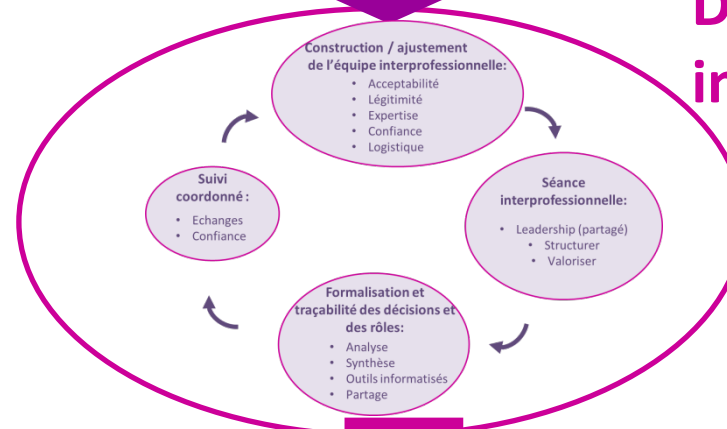 Construction / ajustement
de l'équipe interprofessionnelle:
• Acceptabilité
• Légitimité
• Expertise
• Confiance
• Logistique
Séance
interprofessionnelle:
• Leadership (partagé)
• Structurer
• Valoriser
Formalisation et
traçabilité des décisions et
des rôles:
• Analyse
• Synthèse
• Outils informatisés
• Partage
Suivi
coordonné :
• Echanges
• Confiance